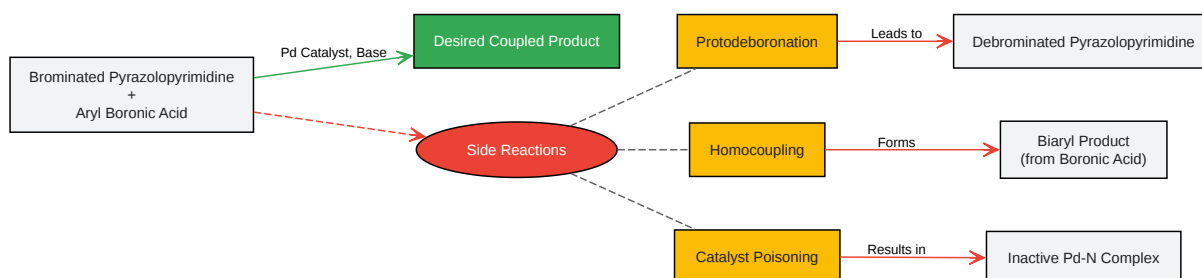 Brominated Pyrazolopyrimidine
+
Aryl Boronic Acid
Pd Catalyst, Base
Desired Coupled Product
Side Reactions
Protodeboronation
Leads to
Debrominated Pyrazolopyrimidine
Homocoupling
Forms
Biaryl Product
(from Boronic Acid)
Catalyst Poisoning
Results in
Inactive Pd-N Complex